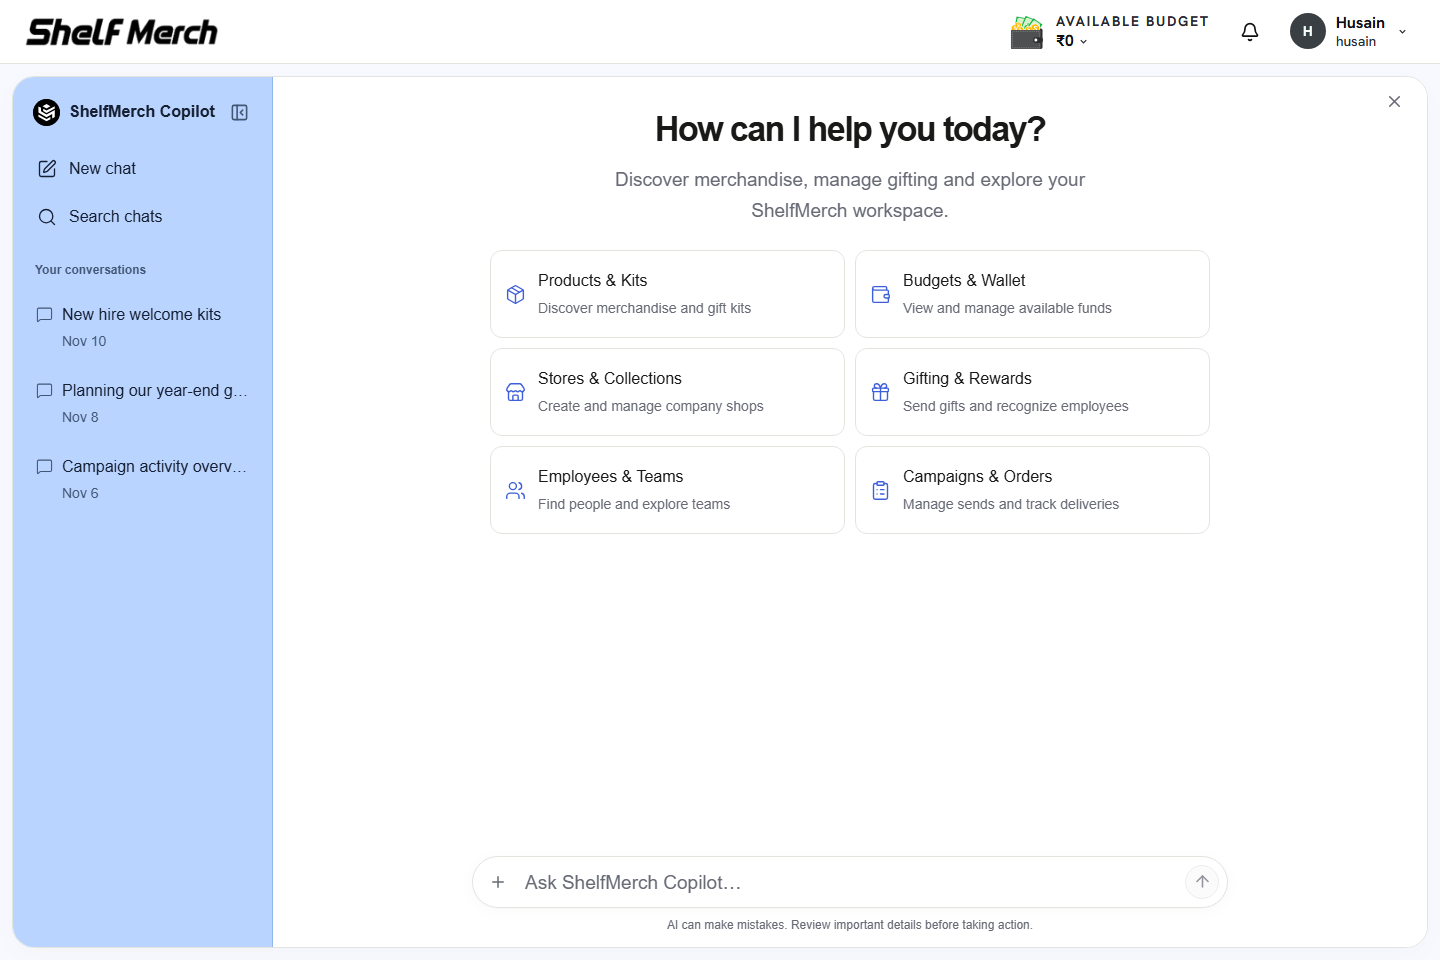 Shelf Merch
AVAILABLE BUDGET
₹0
H
Husain
husain
ShelfMerch Copilot
New chat
Search chats
Your conversations
New hire welcome kits
Nov 10
Planning our year-end g…
Nov 8
Campaign activity overv…
Nov 6
How can I help you today?
Discover merchandise, manage gifting and explore your
ShelfMerch workspace.
Products & Kits
Discover merchandise and gift kits
Budgets & Wallet
View and manage available funds
Stores & Collections
Create and manage company shops
Gifting & Rewards
Send gifts and recognize employees
Employees & Teams
Find people and explore teams
Campaigns & Orders
Manage sends and track deliveries
Ask ShelfMerch Copilot…
AI can make mistakes. Review important details before taking action.